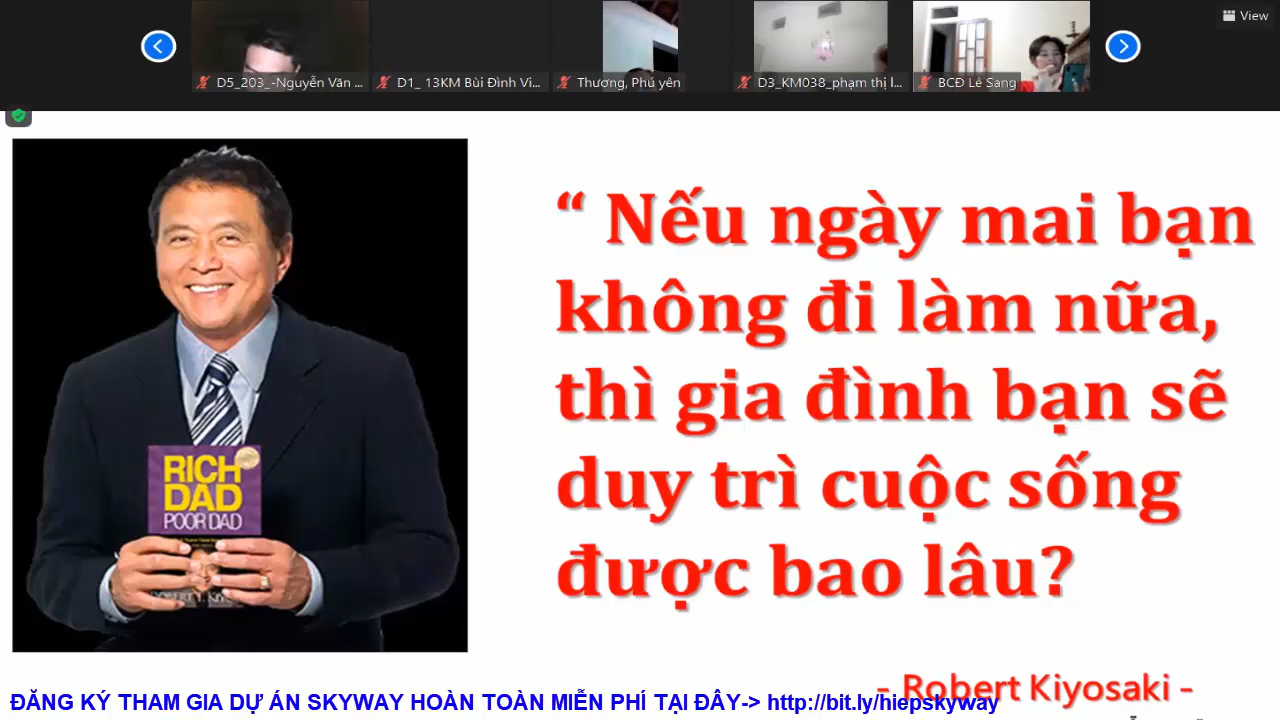 View
D5_203_-Nguyễn Văn ...
D1_ 13KM Bùi Đình Vi...
Thương, Phú yên
D3_KM038_phạm thị l...
BCĐ Lê Sang
“ Nếu ngày mai bạn
không đi làm nữa,
thì gia đình bạn sẽ
duy trì cuộc sống
được bao lâu?
RICH
DAD
POOR DAD
- Robert Kiyosaki -
ĐĂNG KÝ THAM GIA DỰ ÁN SKYWAY HOÀN TOÀN MIỄN PHÍ TẠI ĐÂY-> http://bit.ly/hiepskyway